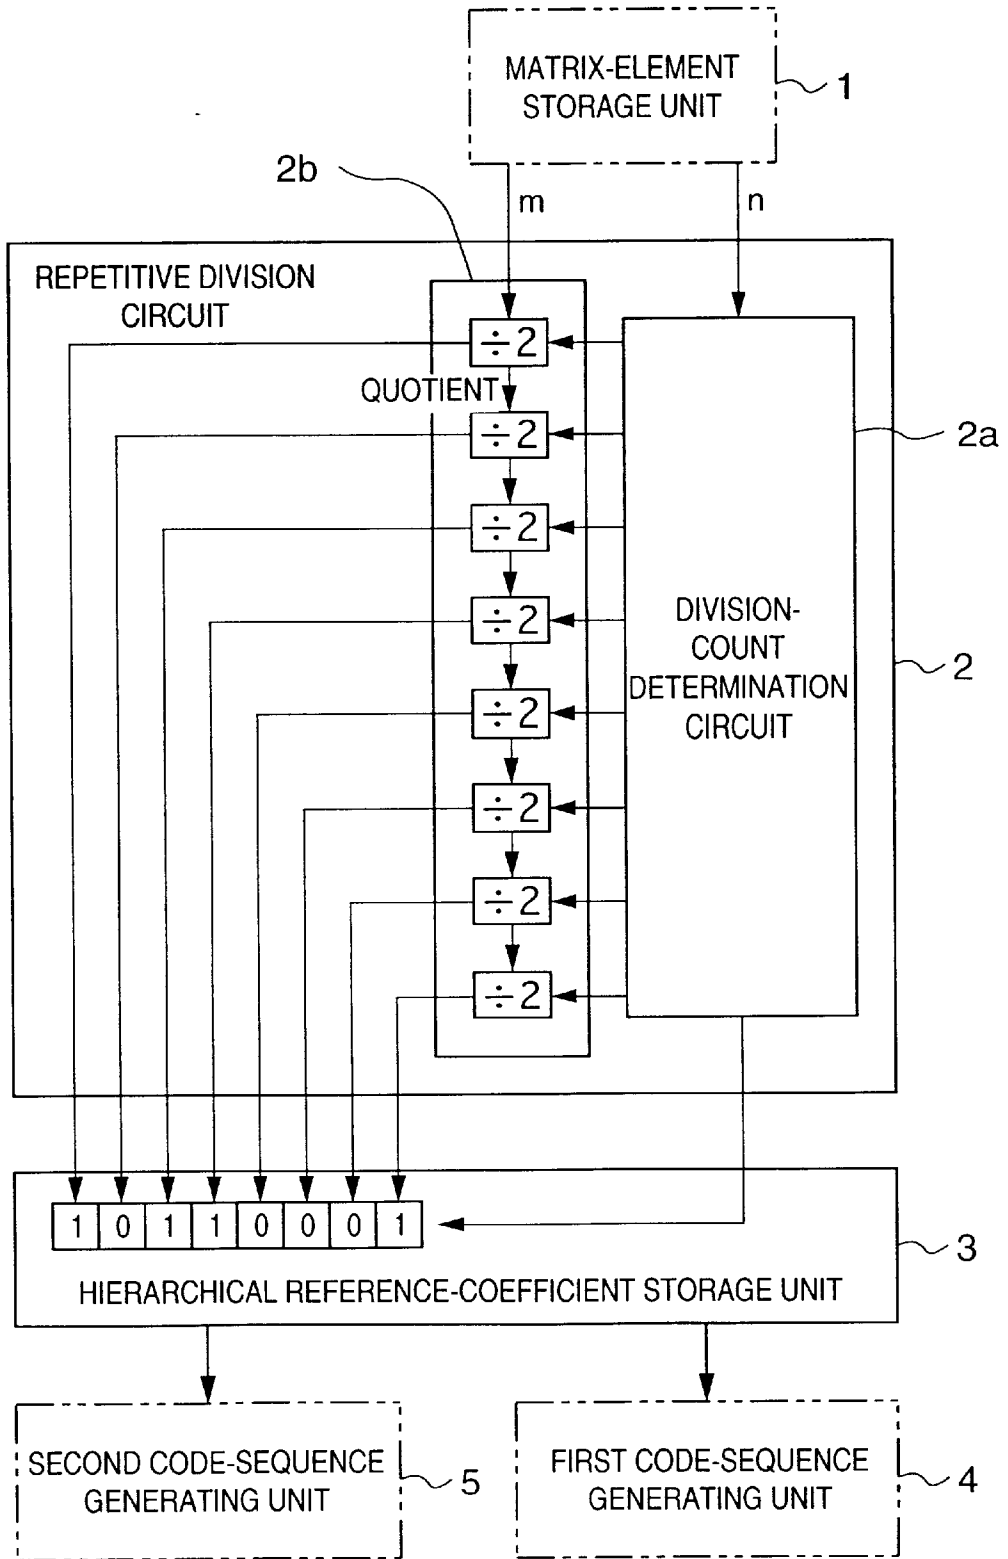 MATRIX-ELEMENT
STORAGE UNIT
1
2b
m
n
REPETITIVE DIVISION
CIRCUIT
÷2
QUOTIENT
÷2
2a
÷2
÷2
DIVISION-
COUNT
DETERMINATION
CIRCUIT
2
÷2
÷2
÷2
÷2
1 0 1 1 0 0 0 1
3
HIERARCHICAL REFERENCE-COEFFICIENT STORAGE UNIT
SECOND CODE-SEQUENCE
GENERATING UNIT
5
FIRST CODE-SEQUENCE
GENERATING UNIT
4